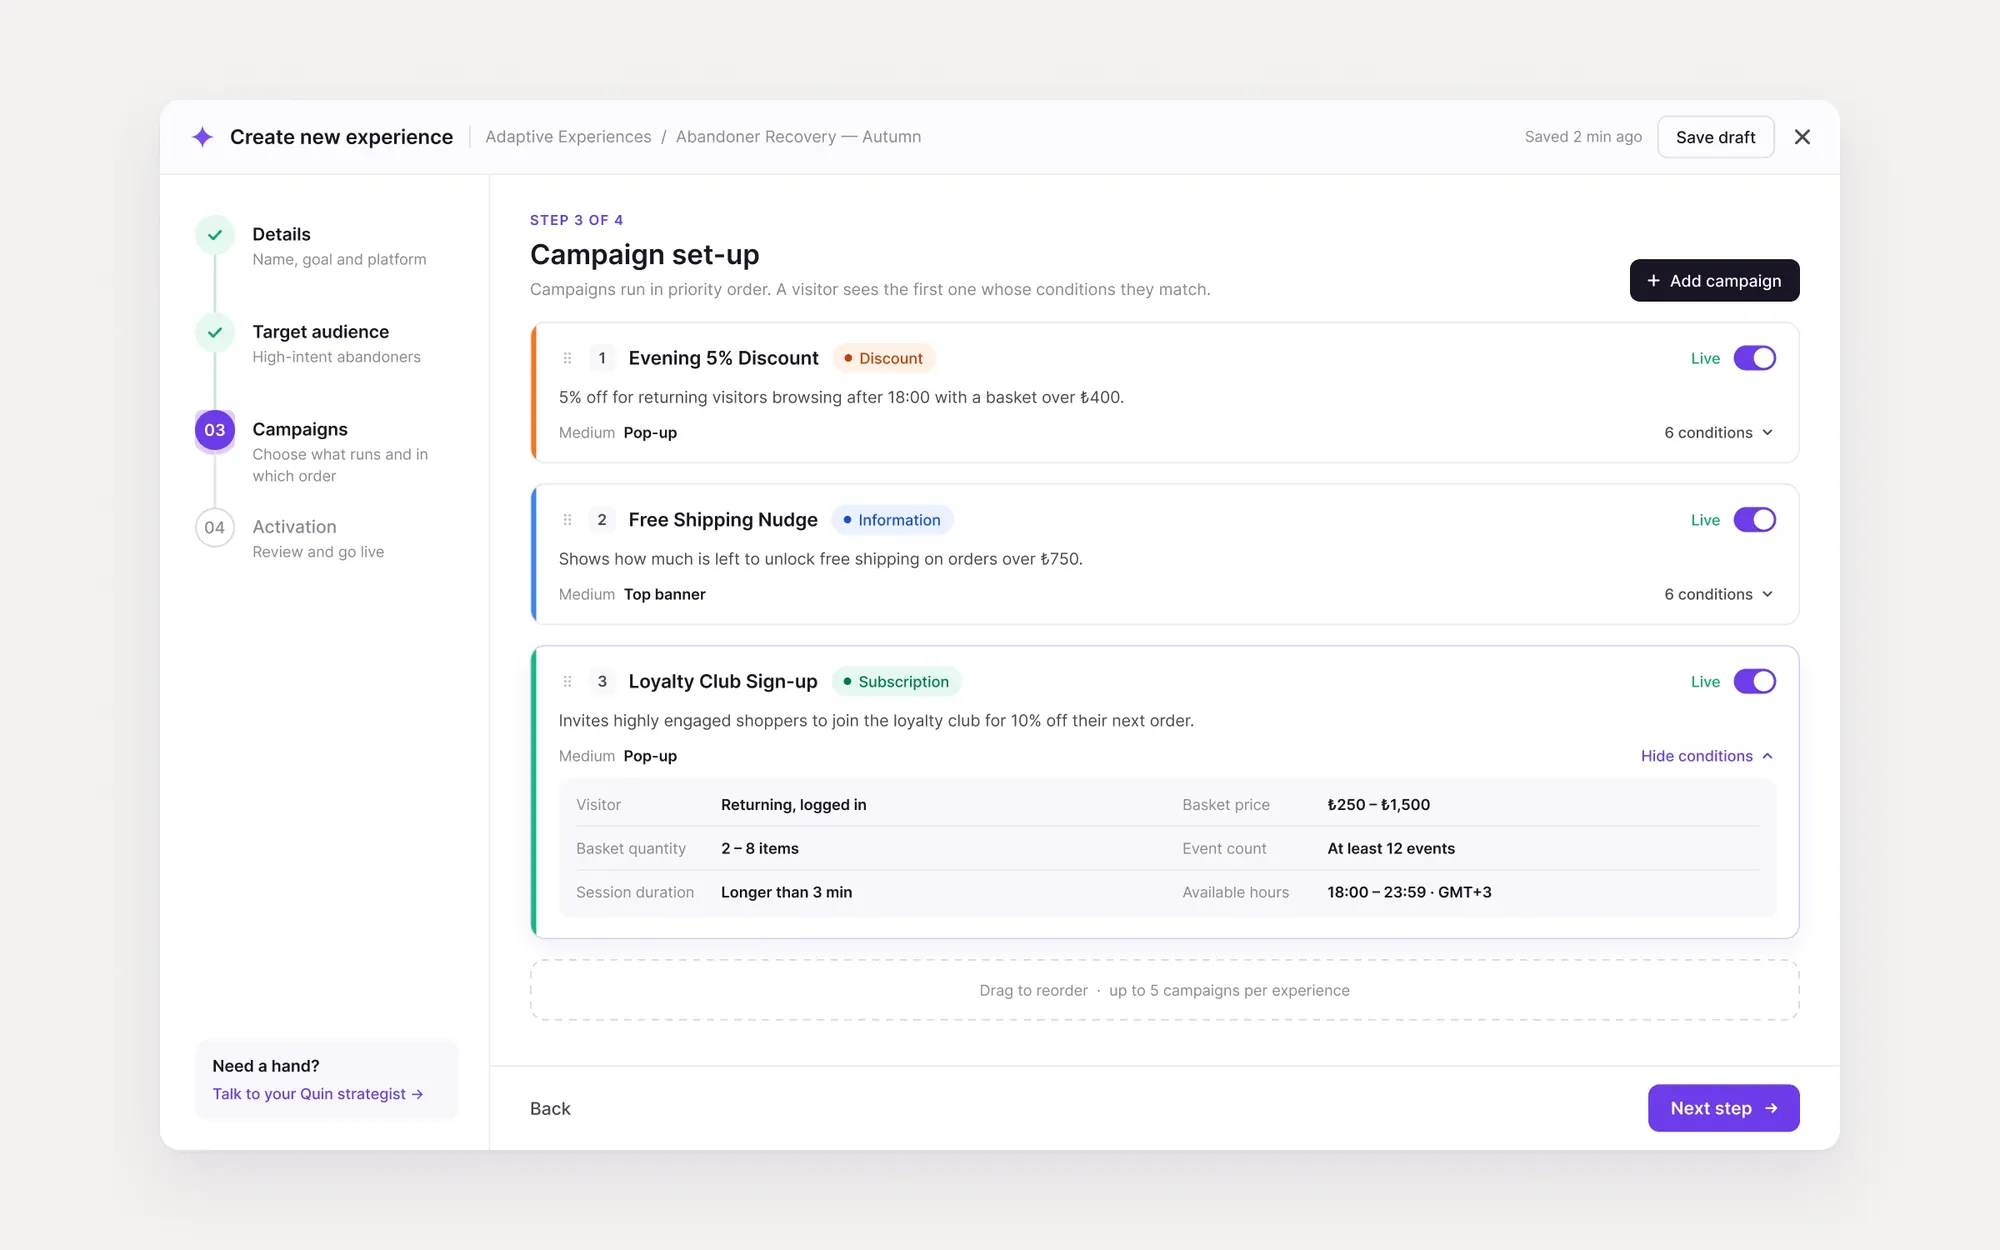 Create new experience
Adaptive Experiences / Abandoner Recovery — Autumn
Saved 2 min ago
Save draft
Details
Name, goal and platform
Target audience
High-intent abandoners
03
Campaigns
Choose what runs and in
which order
04
Activation
Review and go live
Need a hand?
Talk to your Quin strategist →
STEP 3 OF 4
Campaign set-up
Campaigns run in priority order. A visitor sees the first one whose conditions they match.
+ Add campaign
1 Evening 5% Discount • Discount
Live
5% off for returning visitors browsing after 18:00 with a basket over ₺400.
Medium Pop-up
6 conditions
2 Free Shipping Nudge • Information
Live
Shows how much is left to unlock free shipping on orders over ₺750.
Medium Top banner
6 conditions
3 Loyalty Club Sign-up • Subscription
Live
Invites highly engaged shoppers to join the loyalty club for 10% off their next order.
Medium Pop-up
Hide conditions
Visitor Returning, logged in
Basket price ₺250 – ₺1,500
Basket quantity 2 – 8 items
Event count At least 12 events
Session duration Longer than 3 min
Available hours 18:00 – 23:59 · GMT+3
Drag to reorder · up to 5 campaigns per experience
Back
Next step →